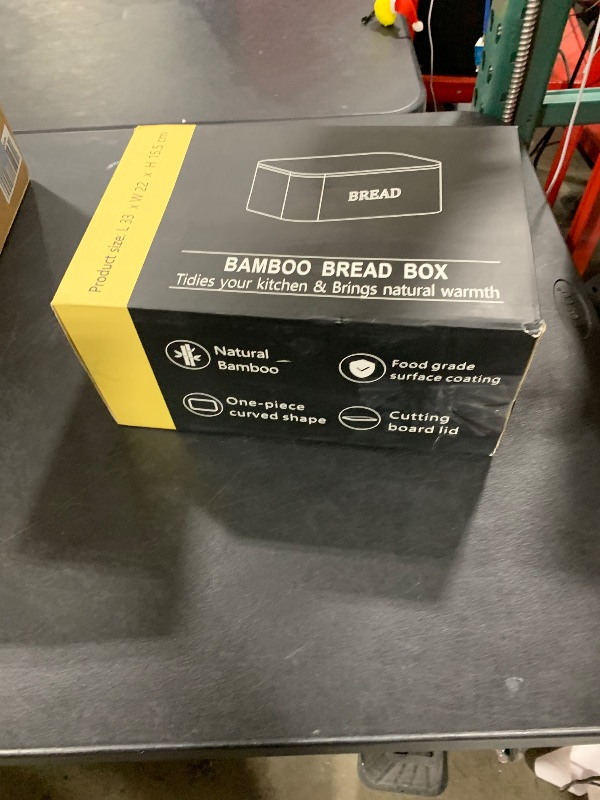 Product size: L 33 x W 22 x H 15.5 cm
BREAD
BAMBOO BREAD BOX
Tidies your kitchen & Brings natural warmth
Natural
Bamboo
Food grade
surface coating
One-piece
curved shape
Cutting
board lid